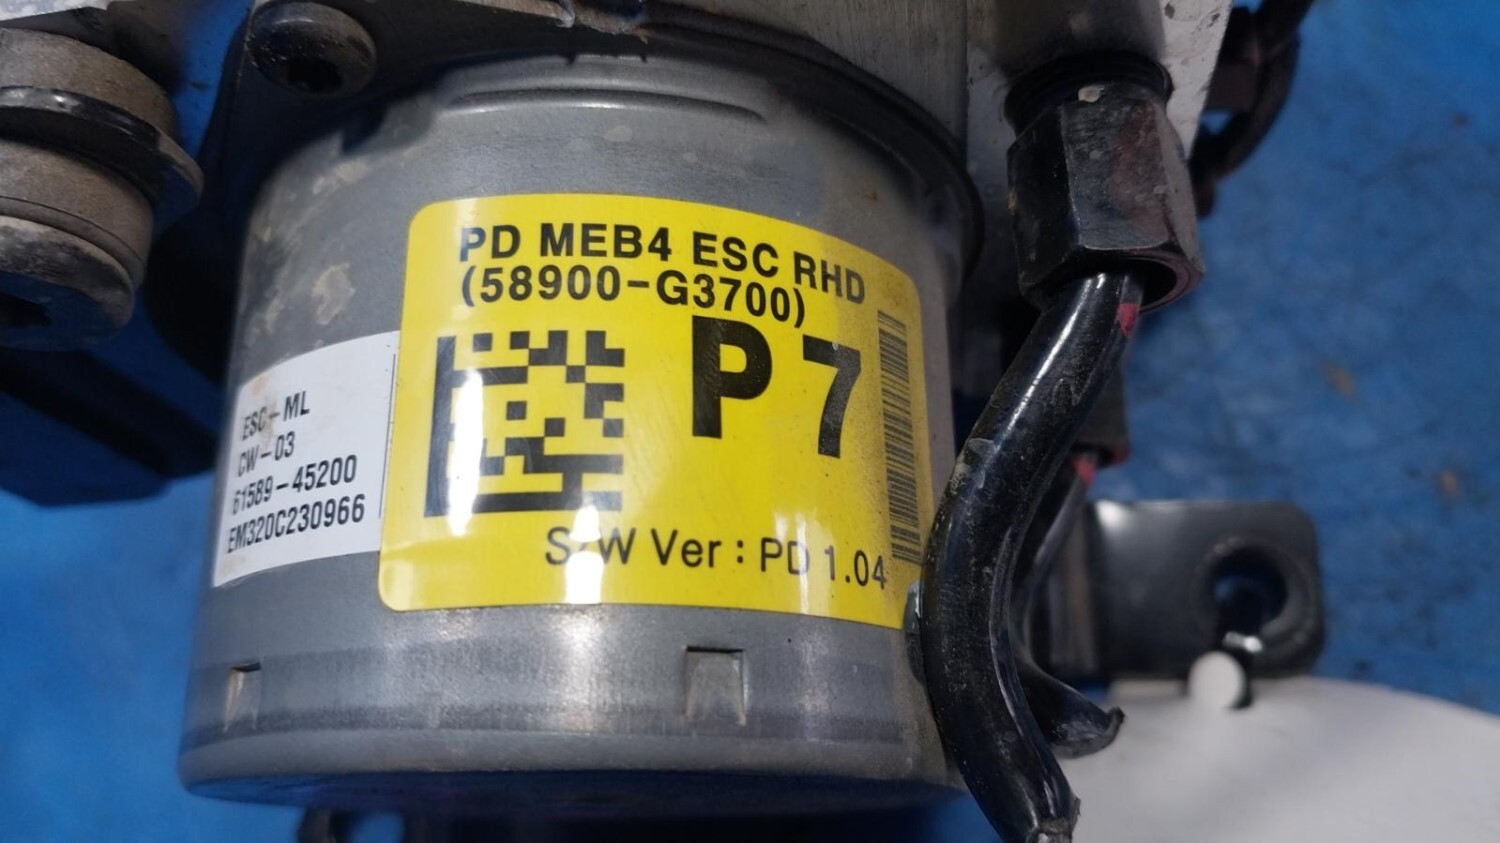 PD MEB4 ESC RHD
(58900-G3700)
P7
S/W Ver : PD 1.04
ESC-ML
CW-03
61589-45200
EM320C230966